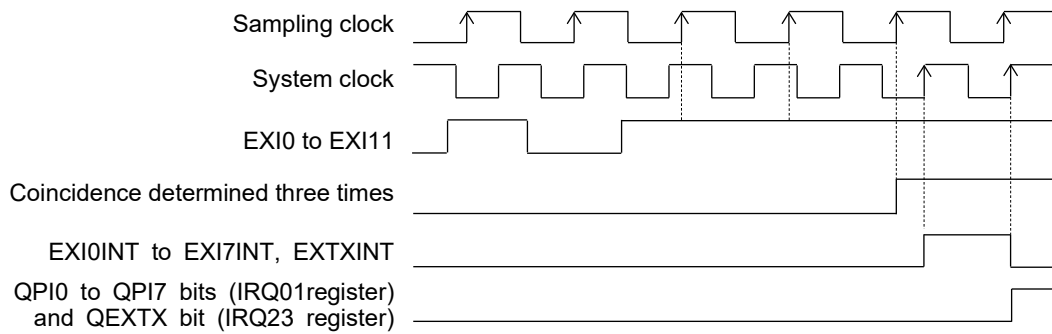 Sampling clock
System clock
EXI0 to EXI11
Coincidence determined three times
EXI0INT to EXI7INT, EXTXINT
QPI0 to QPI7 bits (IRQ01register)
and QEXTX bit (IRQ23 register)